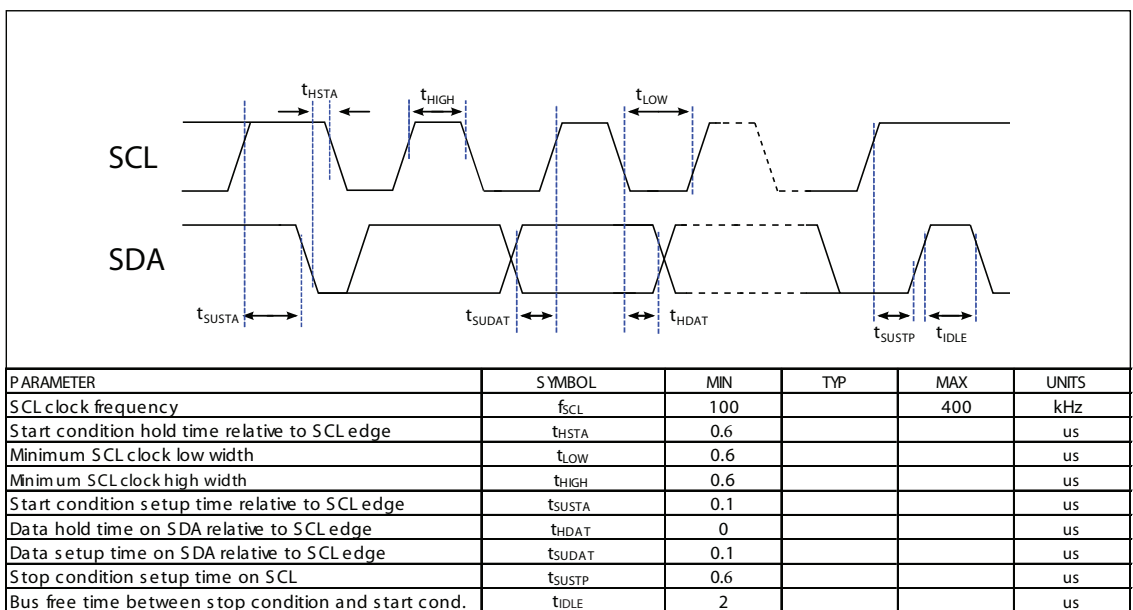 tHSTA
tHIGH
tLOW
SCL
SDA
tSUSTA
tSUDAT
tHDAT
tSUSTP
tIDLE
PARAMETER SYMBOL MIN TYP MAX UNITS
SCL clock frequency fSCL 100 400 kHz
Start condition hold time relative to SCL edge tHSTA 0.6 us
Minimum SCL clock low width tLOW 0.6 us
Minimum SCL clock high width tHIGH 0.6 us
Start condition setup time relative to SCL edge tSUSTA 0.1 us
Data hold time on SDA relative to SCL edge tHDAT 0 us
Data setup time on SDA relative to SCL edge tSUDAT 0.1 us
Stop condition setup time on SCL tSUSTP 0.6 us
Bus free time between stop condition and start cond. tIDLE 2 us